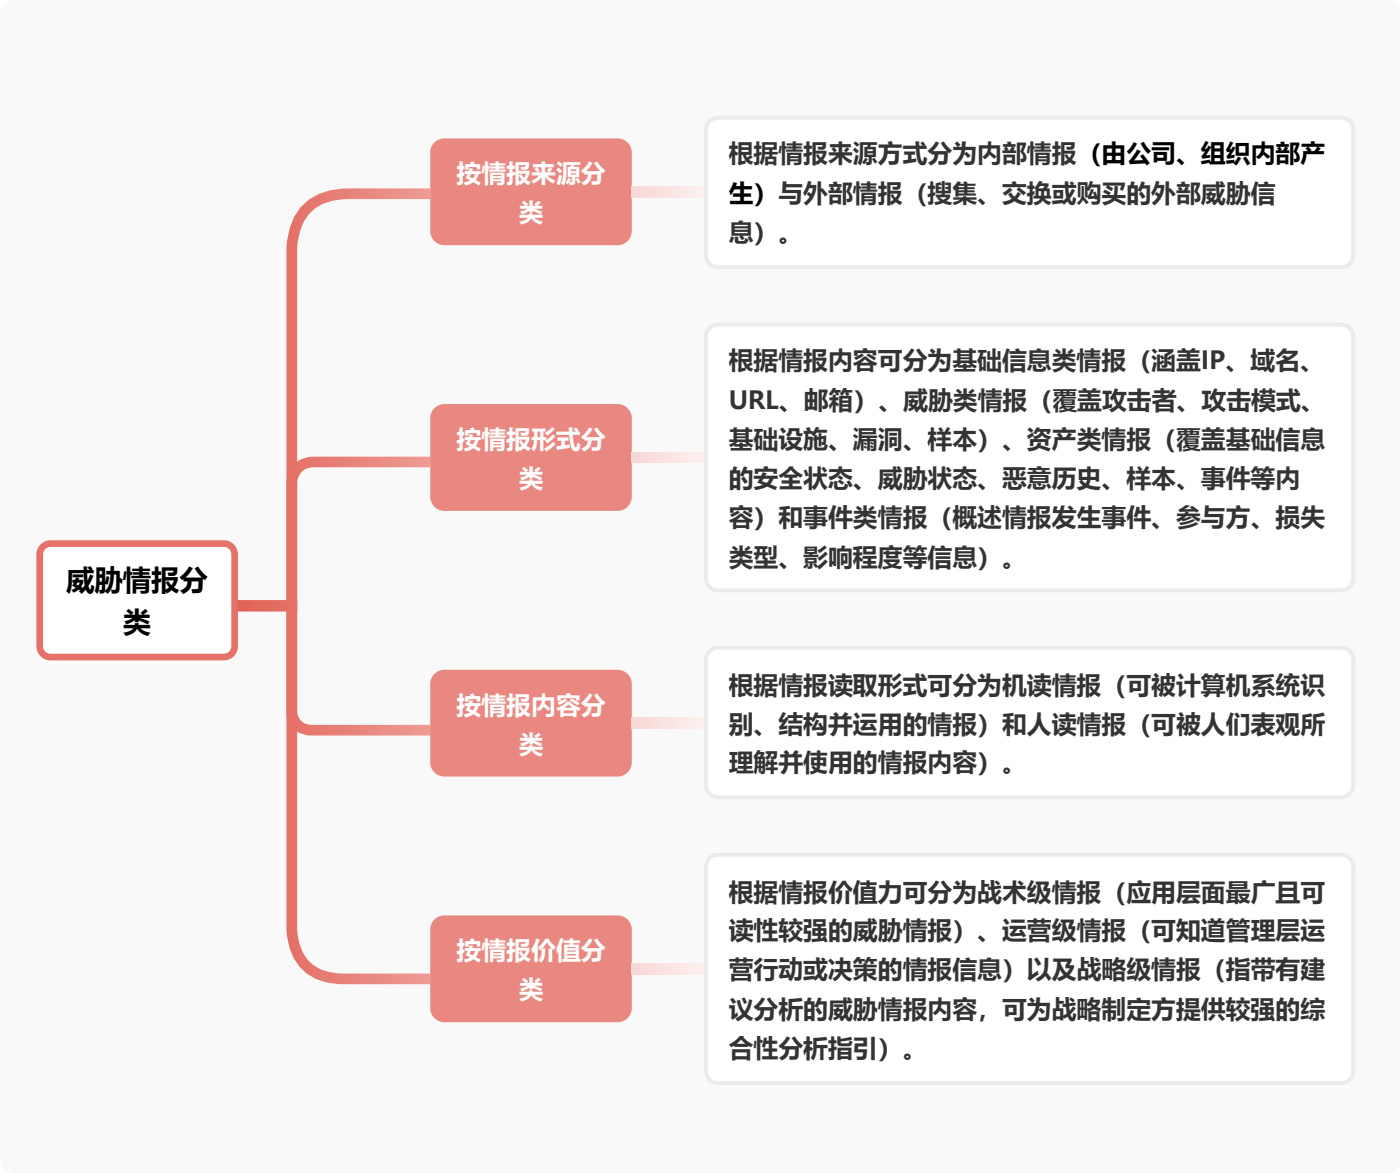 威胁情报分
类
按情报来源分
类
根据情报来源方式分为内部情报（由公司、组织内部产
生）与外部情报（搜集、交换或购买的外部威胁信
息）。
按情报形式分
类
根据情报内容可分为基础信息类情报（涵盖IP、域名、
URL、邮箱）、威胁类情报（覆盖攻击者、攻击模式、
基础设施、漏洞、样本）、资产类情报（覆盖基础信息
的安全状态、威胁状态、恶意历史、样本、事件等内
容）和事件类情报（概述情报发生事件、参与方、损失
类型、影响程度等信息）。
按情报内容分
类
根据情报读取形式可分为机读情报（可被计算机系统识
别、结构并运用的情报）和人读情报（可被人们表观所
理解并使用的情报内容）。
按情报价值分
类
根据情报价值力可分为战术级情报（应用层面最广且可
读性较强的威胁情报）、运营级情报（可知道管理层运
营行动或决策的情报信息）以及战略级情报（指带有建
议分析的威胁情报内容，可为战略制定方提供较强的综
合性分析指引）。